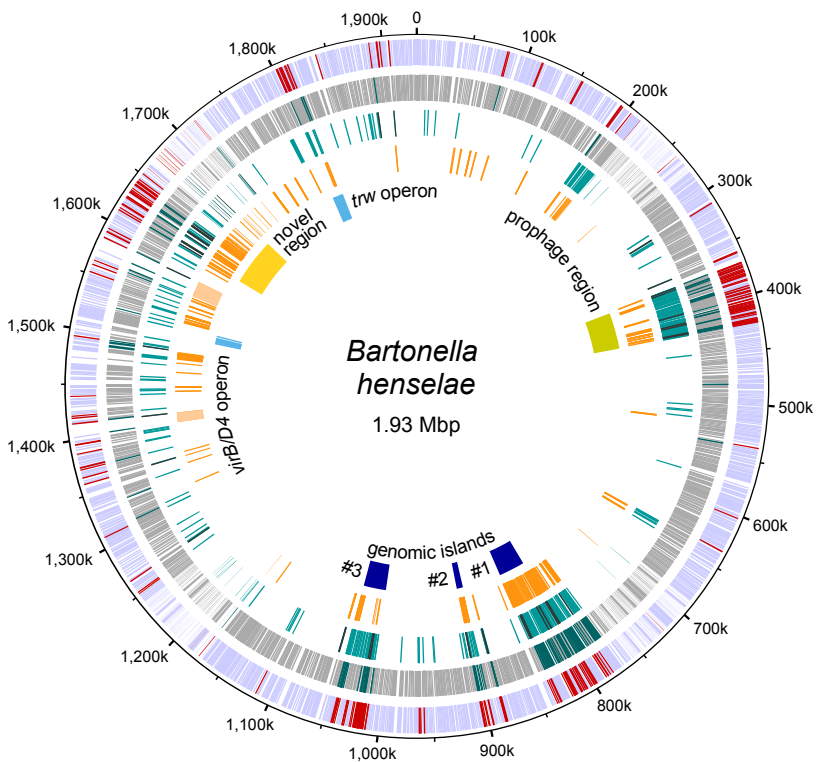 0
100k
200k
300k
400k
500k
600k
700k
800k
900k
1,000k
1,100k
1,200k
1,300k
1,400k
1,500k
1,600k
1,700k
1,800k
1,900k
trw operon
novel
region
prophage region
virB/D4 operon
Bartonella
henselae
1.93 Mbp
genomic islands
#3
#2
#1